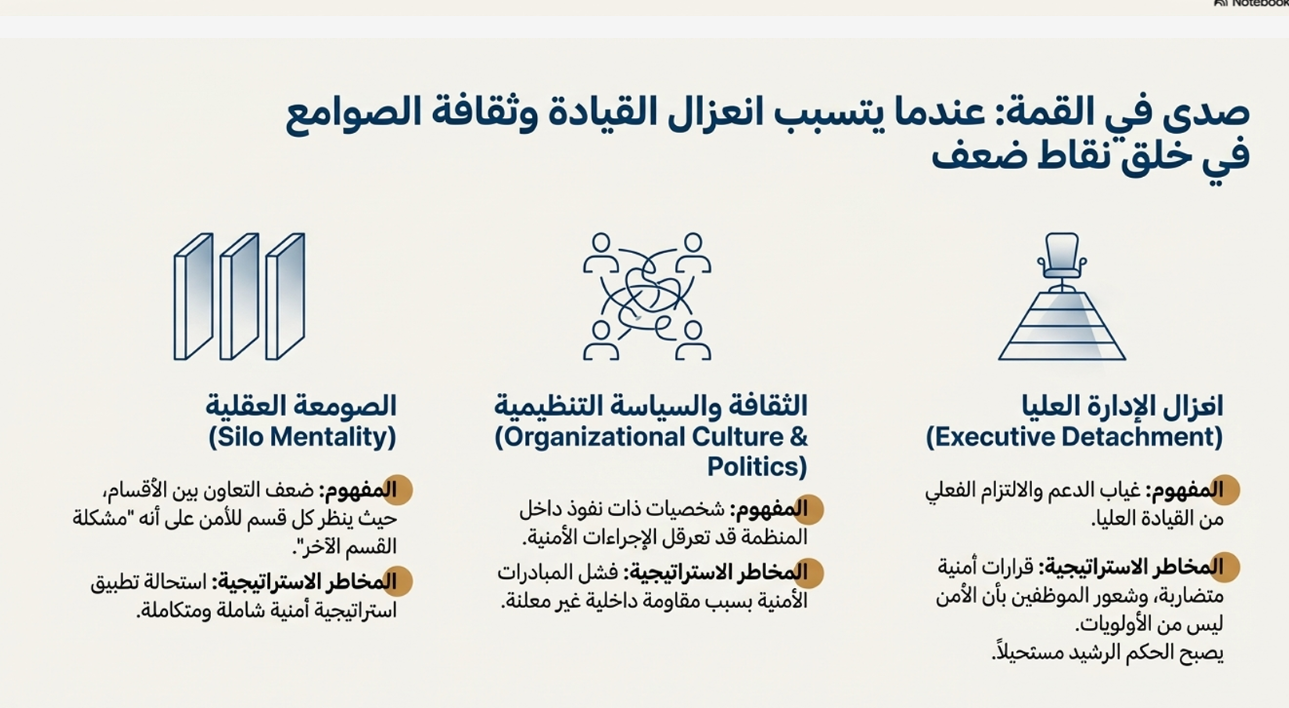 Notebook
صدى في القمة: عندما يتسبب انعزال القيادة وثقافة الصوامع
في خلق نقاط ضعف
انعزال الإدارة العليا
(Executive Detachment)
المفهوم: غياب الدعم والالتزام الفعلي
من القيادة العليا.
المخاطر الاستراتيجية: قرارات أمنية
متضاربة، وشعور الموظفين بأن الأمن
ليس من الأولويات.
يصبح الحكم الرشيد مستحيلاً.
الثقافة والسياسة التنظيمية
(Organizational Culture &
Politics)
المفهوم: شخصيات ذات نفوذ داخل
المنظمة قد تعرقل الإجراءات الأمنية.
المخاطر الاستراتيجية: فشل المبادرات
الأمنية بسبب مقاومة داخلية غير معلنة.
الصومعة العقلية
(Silo Mentality)
المفهوم: ضعف التعاون بين الأقسام،
حيث ينظر كل قسم للأمن على أنه "مشكلة
القسم الآخر".
المخاطر الاستراتيجية: استحالة تطبيق
استراتيجية أمنية شاملة ومتكاملة.